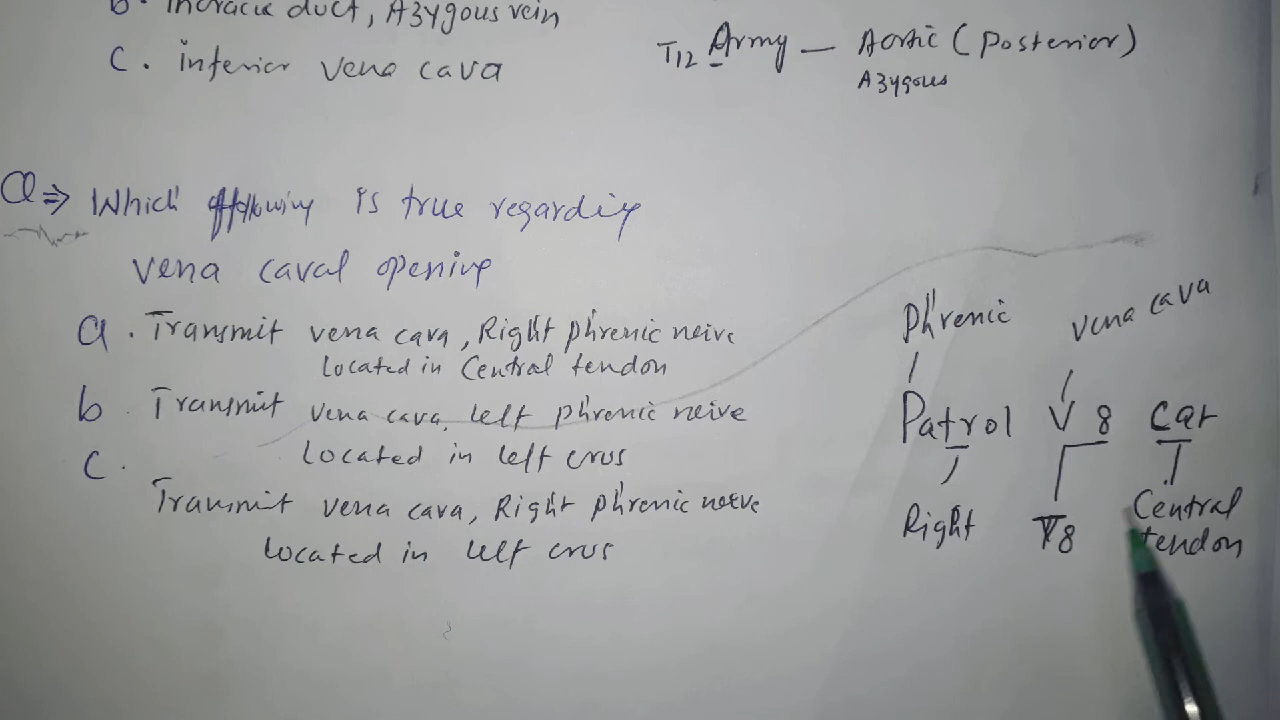 b. Thoracic duct, Azygous vein
C. inferior vena cava
T12 Army — Aortic (Posterior)
Azygous
Q⇒ Which of following is true regarding
vena caval opening
a. Transmit vena cava, Right phrenic neive
Located in Central tendon
b. Transmit vena cava, left phrenic neive
Located in left crus
C.
Transmit vena cava, Right phrenic nerve
located in left crus
Phrenic vena cava
Patrol V 8 Car
Right T8 Central
tendon